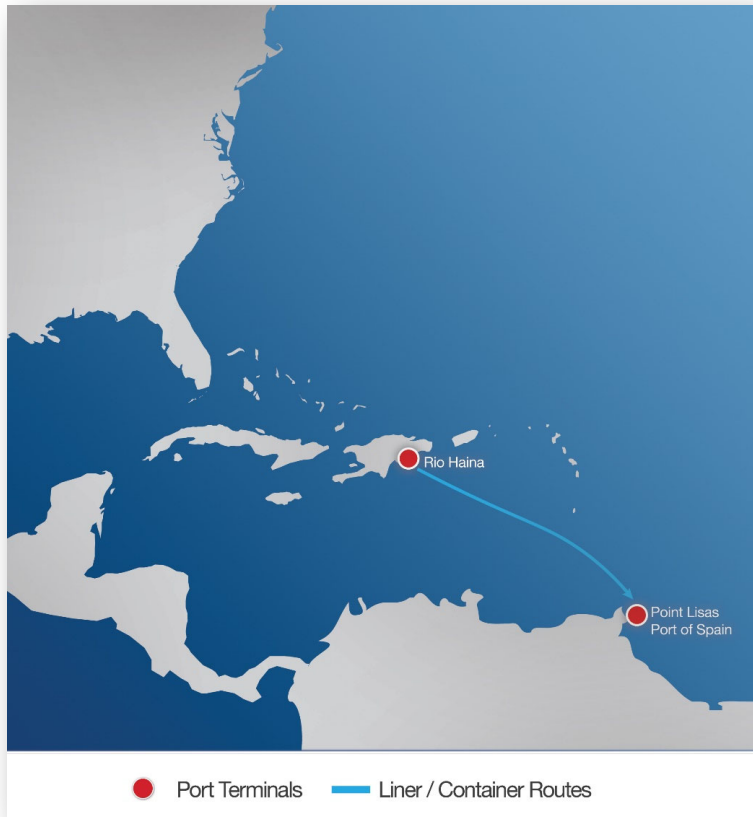 Rio Haina
Point Lisas
Port of Spain
Port Terminals
Liner / Container Routes